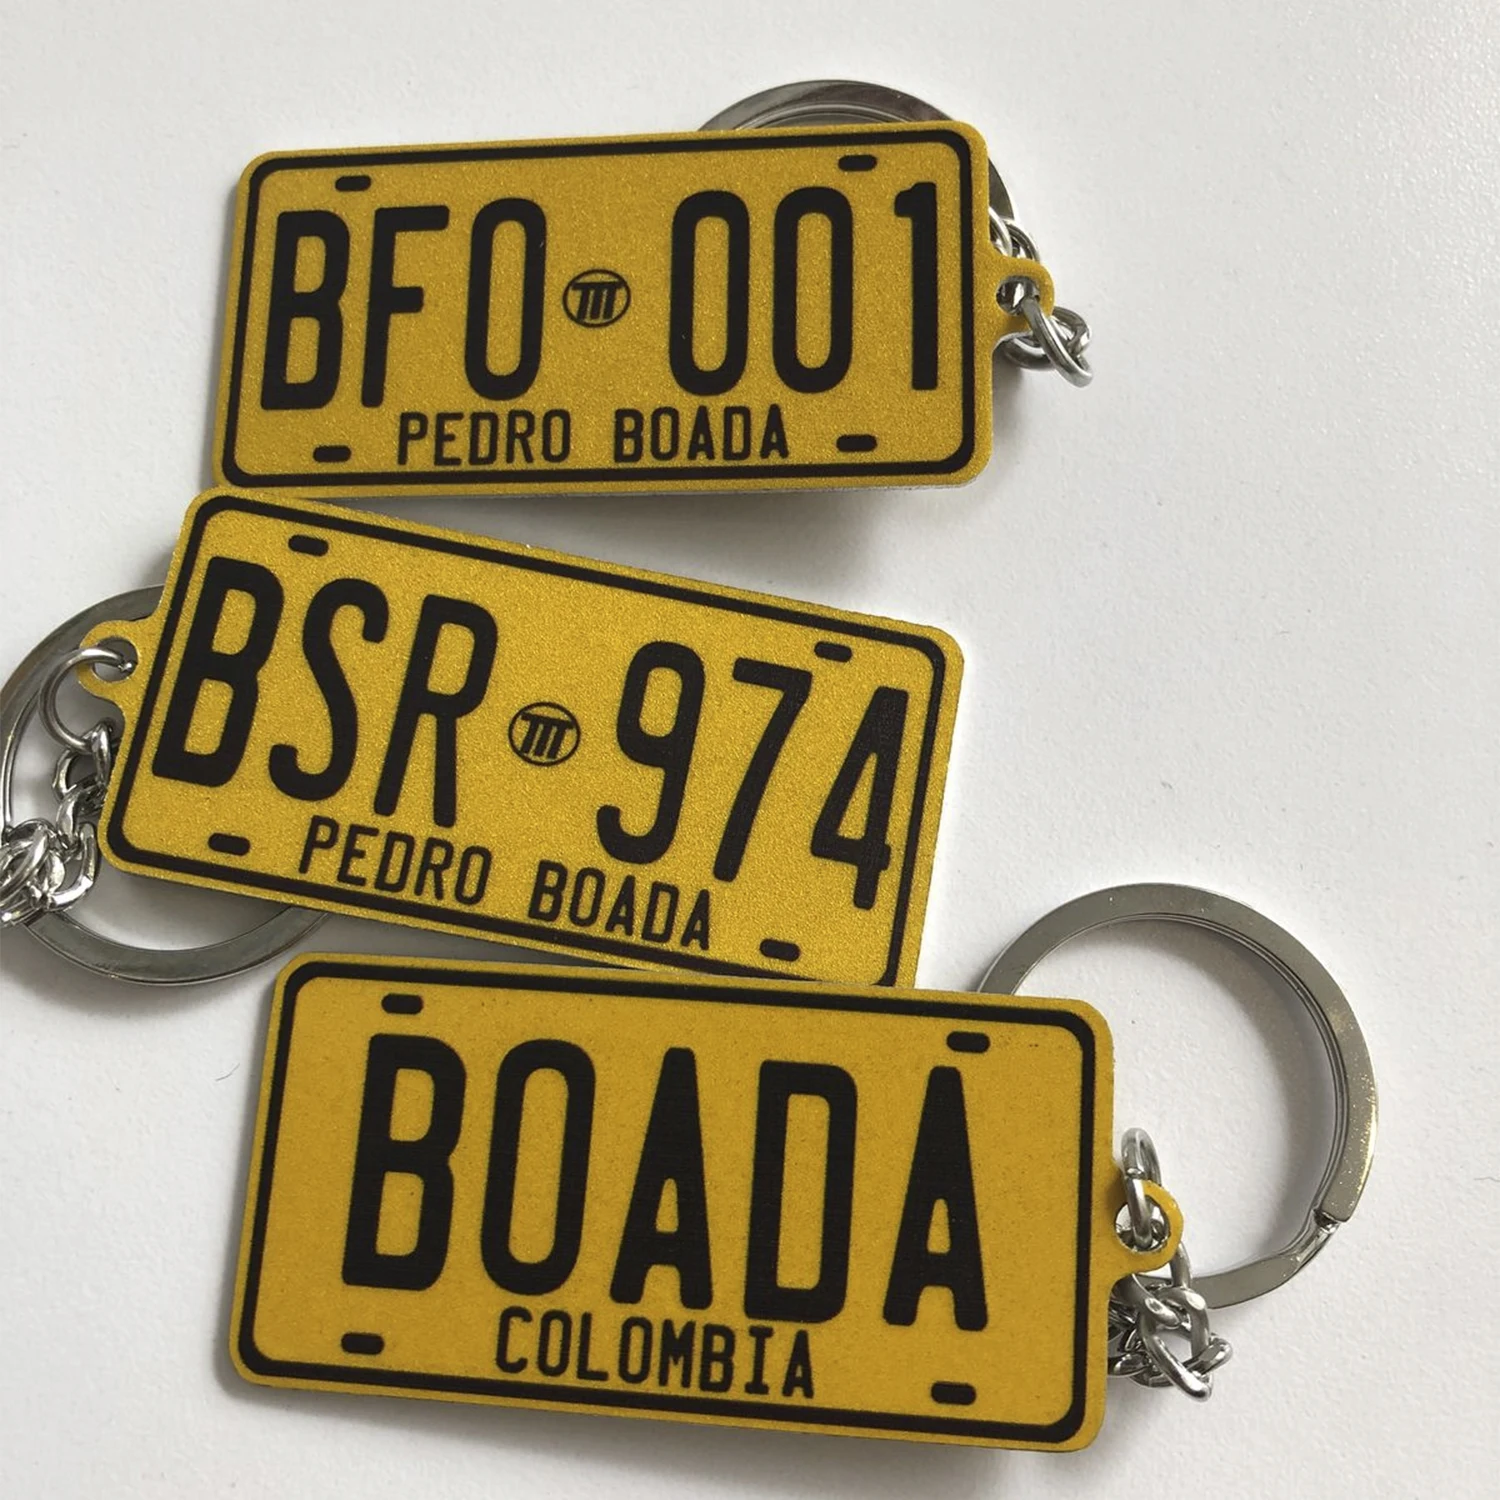 BFO 001
PEDRO BOADA
BSR 974
PEDRO BOADA
BOADA
COLOMBIA